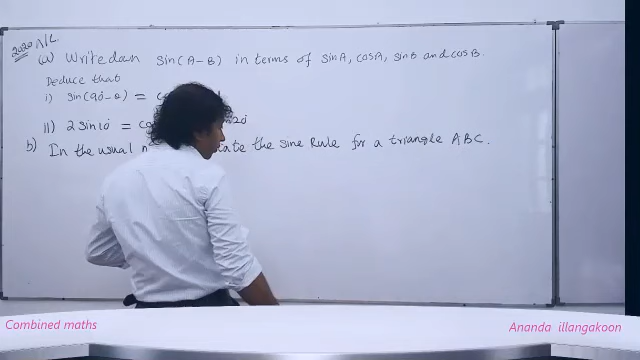 2020 A/L
(a) Write down sin(A-B) in terms of sinA, cosA, sinB and cosB.
Deduce that
i) sin(90-θ) =
ii) 2 sin10 =
b) In the usual the sine Rule for a triangle ABC.
Combined maths
Ananda illangakoon